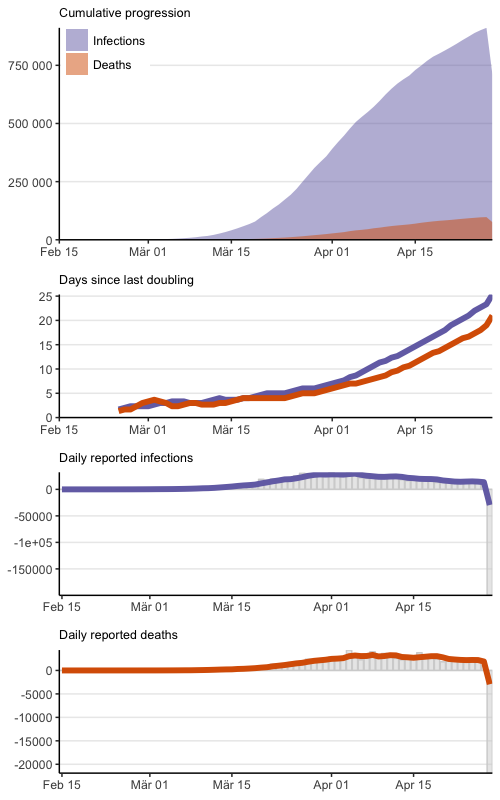 Cumulative progression
Infections
Deaths
750 000
500 000
250 000
0
Feb 15 Mär 01 Mär 15 Apr 01 Apr 15
Days since last doubling
25
20
15
10
5
0
Feb 15 Mär 01 Mär 15 Apr 01 Apr 15
Daily reported infections
0
-50000
-1e+05
-150000
Feb 15 Mär 01 Mär 15 Apr 01 Apr 15
Daily reported deaths
0
-5000
-10000
-15000
-20000
Feb 15 Mär 01 Mär 15 Apr 01 Apr 15